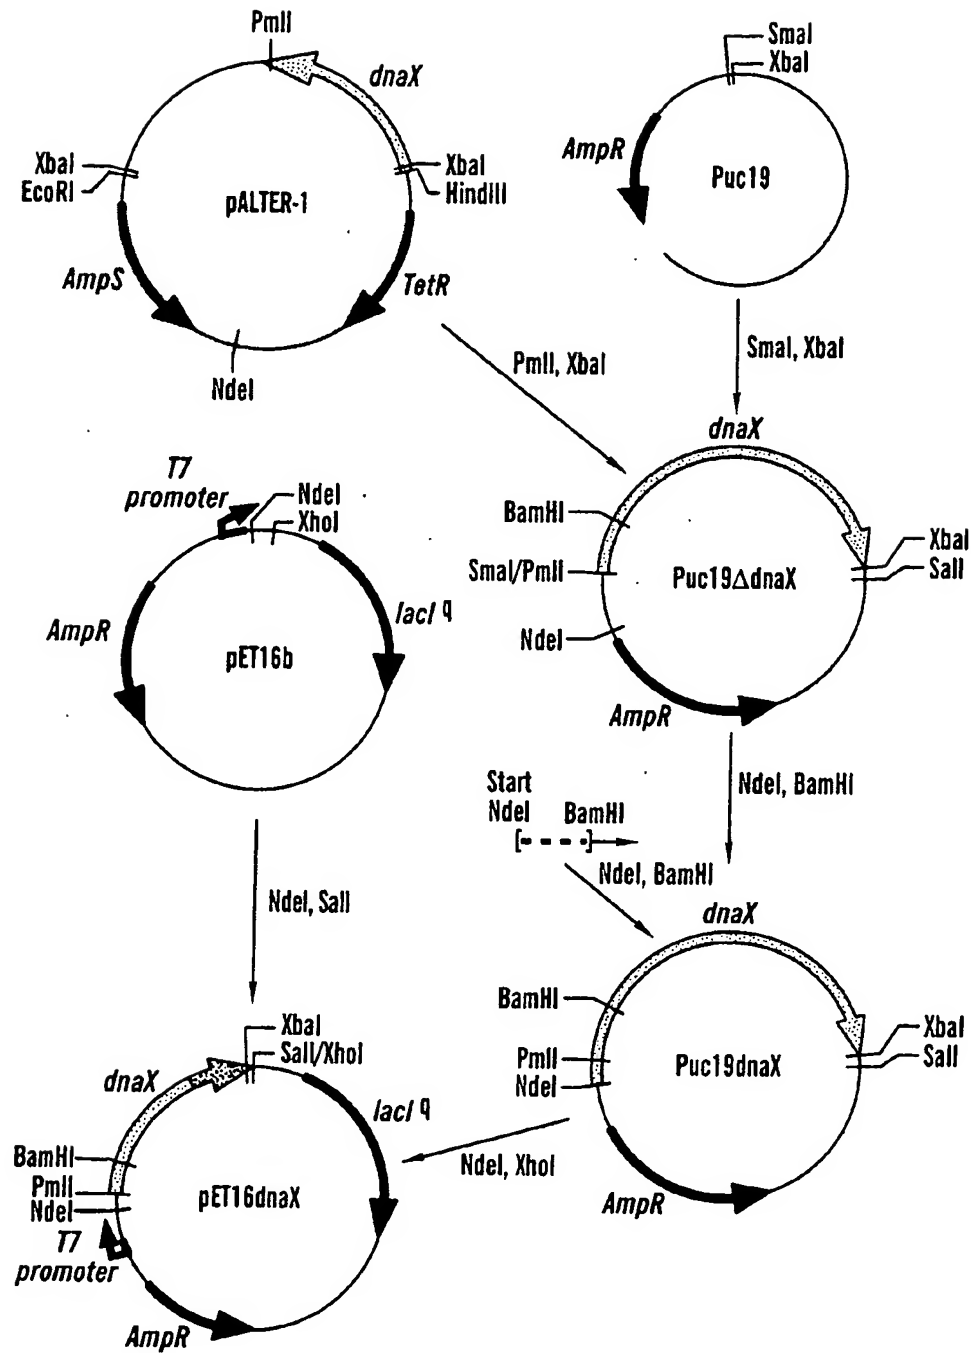 PmlI
dnaX
XbaI
EcoRI
XbaI
HindIII
pALTER-1
AmpS
TetR
NdeI
SmaI
XbaI
AmpR
Puc19
PmlI, XbaI
SmaI, XbaI
T7
promoter
NdeI
XhoI
lacI q
AmpR
pET16b
dnaX
BamHI
SmaI/PmlI
NdeI
XbaI
SalI
Puc19ΔdnaX
AmpR
NdeI, BamHI
Start
NdeI BamHI
NdeI, BamHI
NdeI, SalI
dnaX
BamHI
PmlI
NdeI
XbaI
SalI
Puc19dnaX
AmpR
NdeI, XhoI
XbaI
SalI/XhoI
dnaX
lacI q
BamHI
PmlI
NdeI
T7
promoter
pET16dnaX
AmpR